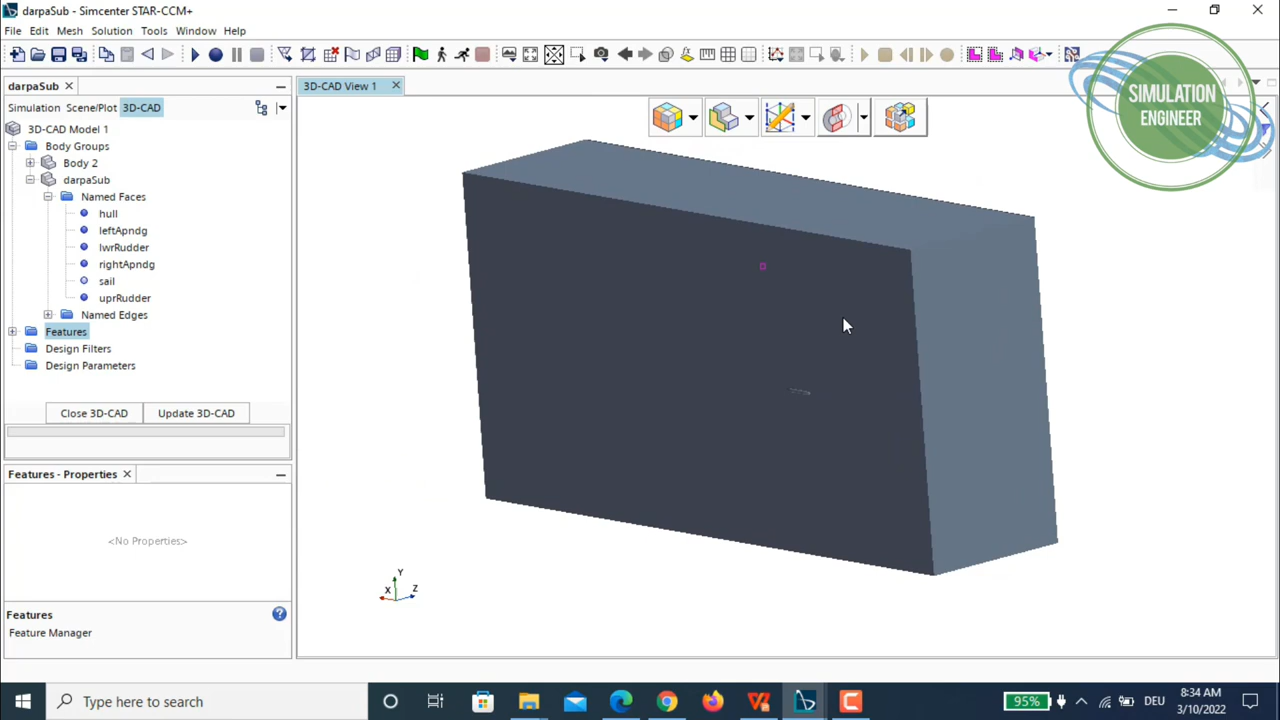 darpaSub - Simcenter STAR-CCM+
File Edit Mesh Solution Tools Window Help
darpaSub
3D-CAD View 1
SIMULATION
ENGINEER
Simulation Scene/Plot 3D-CAD
3D-CAD Model 1
Body Groups
Body 2
darpaSub
Named Faces
hull
leftApndg
lwrRudder
rightApndg
sail
uprRudder
Named Edges
Features
Design Filters
Design Parameters
Close 3D-CAD Update 3D-CAD
Features - Properties
<No Properties>
Features
Feature Manager
Y
X
Z
Type here to search
95%
DEU
8:34 AM
3/10/2022